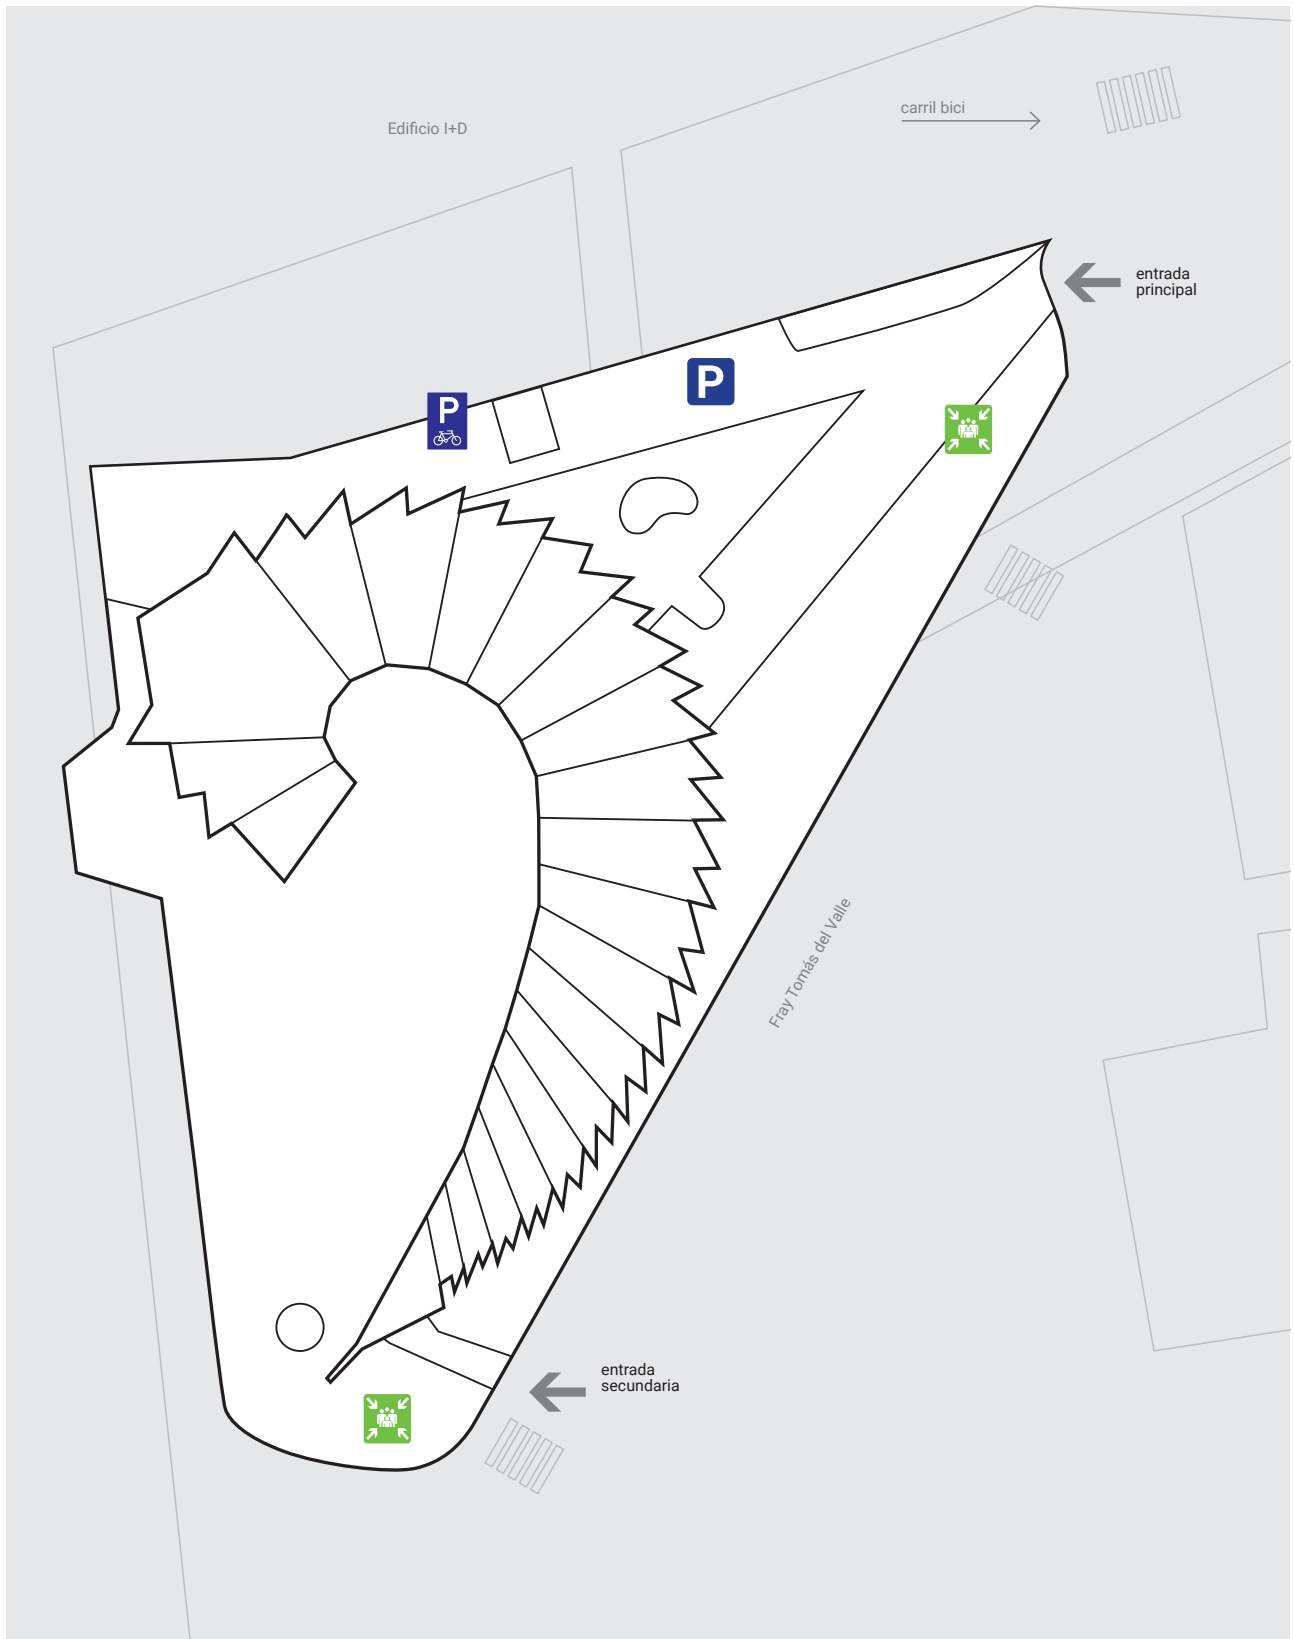 carril bici
Edificio I+D
entrada
principal
P
P
Fray Tomás del Valle
entrada
secundaria